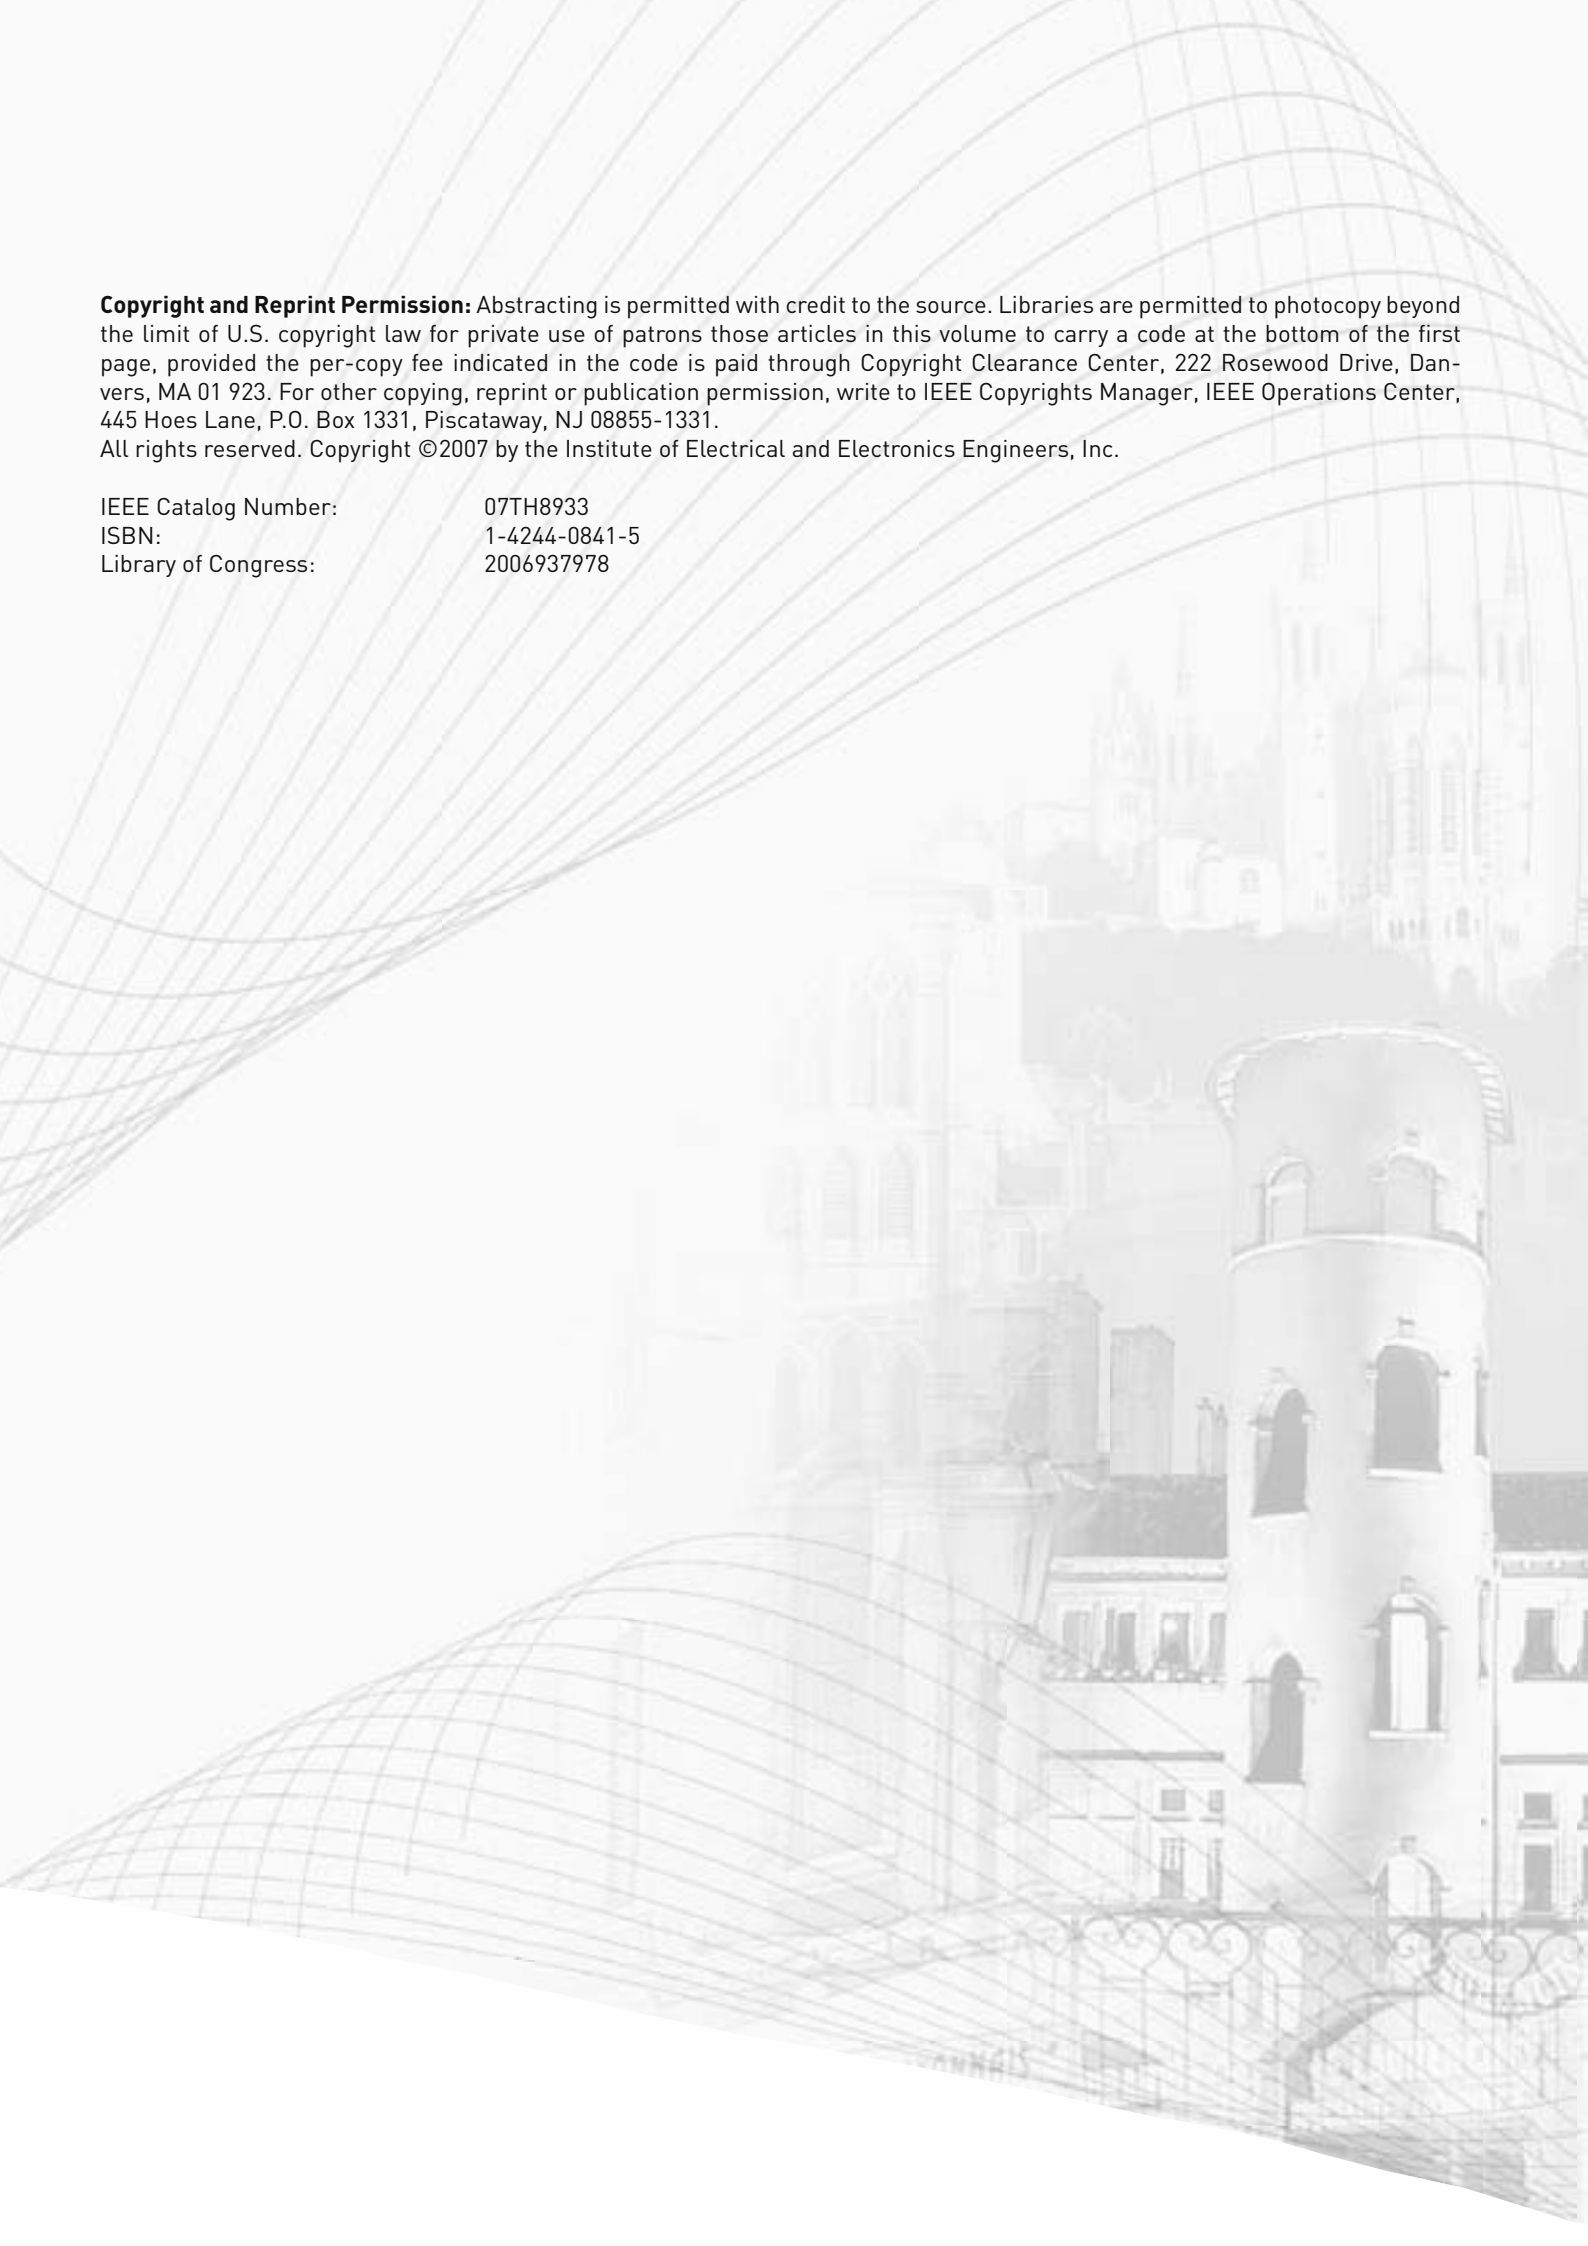 Copyright and Reprint Permission: Abstracting is permitted with credit to the source. Libraries are permitted to photocopy beyond
the limit of U.S. copyright law for private use of patrons those articles in this volume to carry a code at the bottom of the first
page, provided the per-copy fee indicated in the code is paid through Copyright Clearance Center, 222 Rosewood Drive, Dan-
vers, MA 01 923. For other copying, reprint or publication permission, write to IEEE Copyrights Manager, IEEE Operations Center,
445 Hoes Lane, P.O. Box 1331, Piscataway, NJ 08855-1331.
All rights reserved. Copyright ©2007 by the Institute of Electrical and Electronics Engineers, Inc.
IEEE Catalog Number: 07TH8933
ISBN: 1-4244-0841-5
Library of Congress: 2006937978